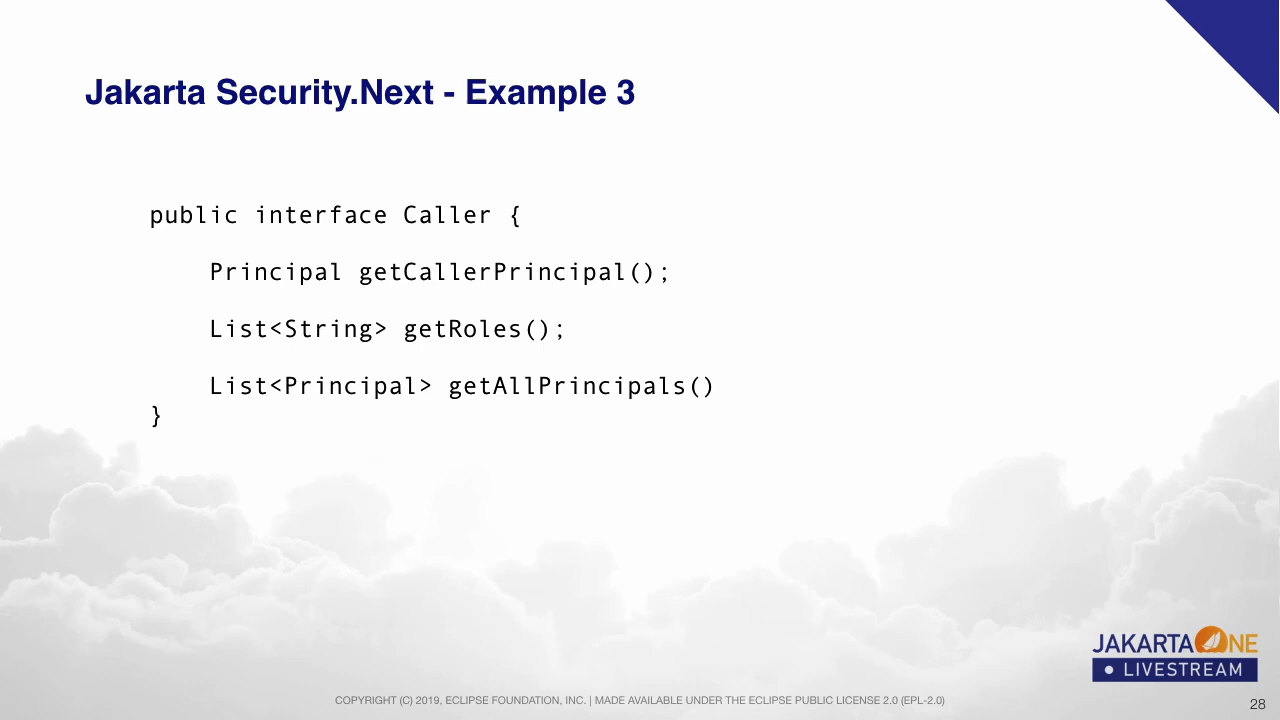 Jakarta Security.Next - Example 3
public interface Caller {
Principal getCallerPrincipal();
List<String> getRoles();
List<Principal> getAllPrincipals()
}
JAKARTA ONE
LIVESTREAM
COPYRIGHT (C) 2019, ECLIPSE FOUNDATION, INC. | MADE AVAILABLE UNDER THE ECLIPSE PUBLIC LICENSE 2.0 (EPL-2.0)
28